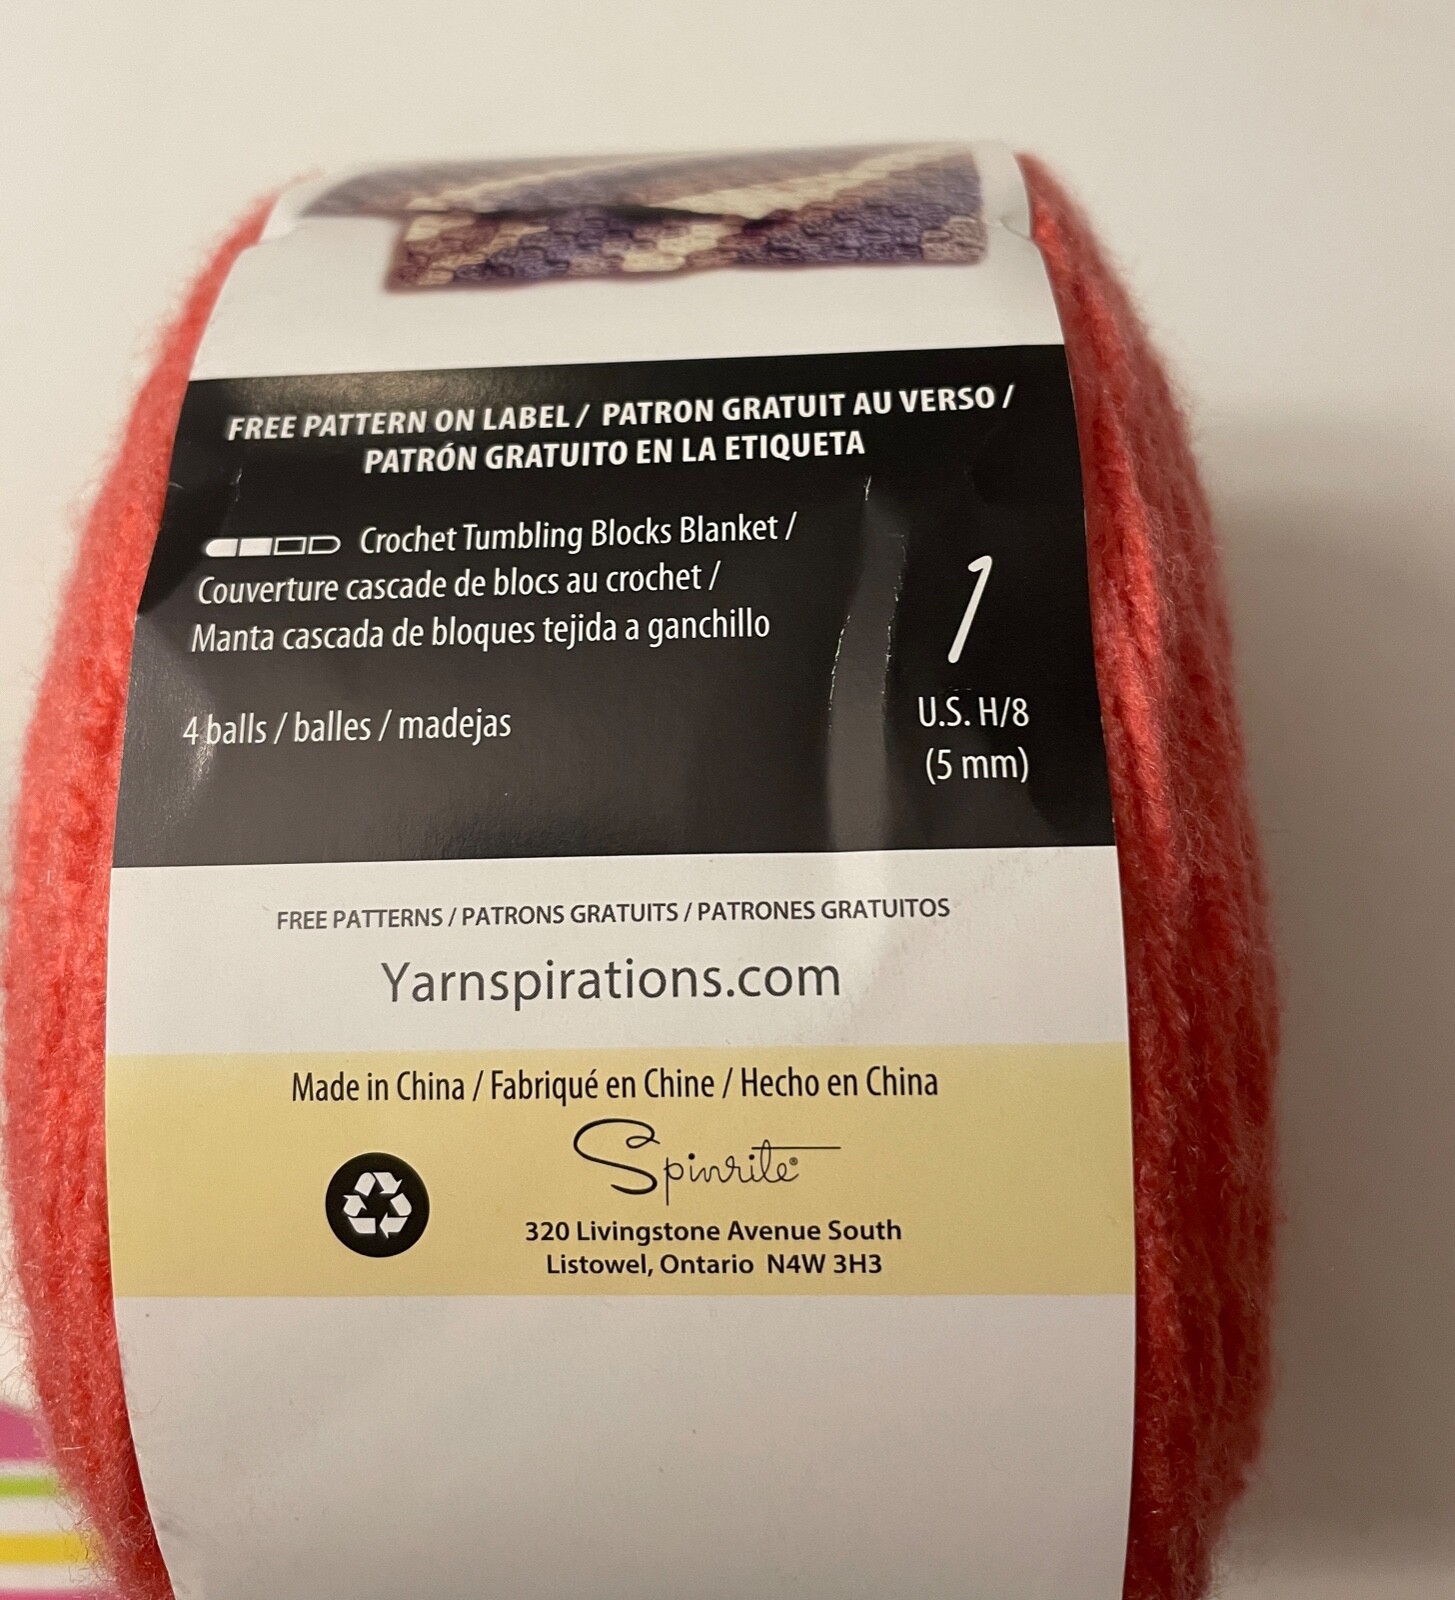 FREE PATTERN ON LABEL / PATRON GRATUIT AU VERSO /
PATRÓN GRATUITO EN LA ETIQUETA
Crochet Tumbling Blocks Blanket /
Couverture cascade de blocs au crochet /
Manta cascada de bloques tejida a ganchillo
4 balls / balles / madejas
U.S. H/8
(5 mm)
FREE PATTERNS / PATRONS GRATUITS / PATRONES GRATUITOS
Yarnspirations.com
Made in China / Fabriqué en Chine / Hecho en China
Spinrite®
320 Livingstone Avenue South
Listowel, Ontario N4W 3H3